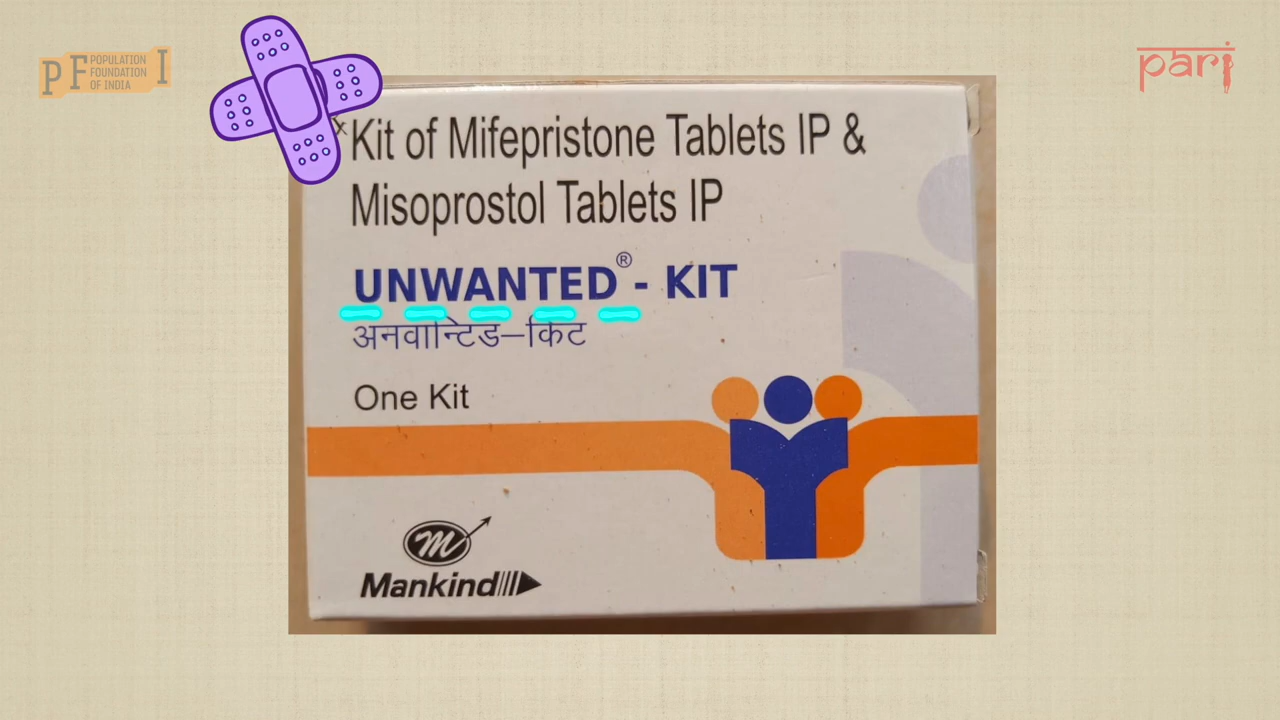 PFI POPULATION
FOUNDATION
OF INDIA
pari
Kit of Mifepristone Tablets IP &
Misoprostol Tablets IP
UNWANTED® - KIT
अनवान्टिड–किट
One Kit
m
Mankind